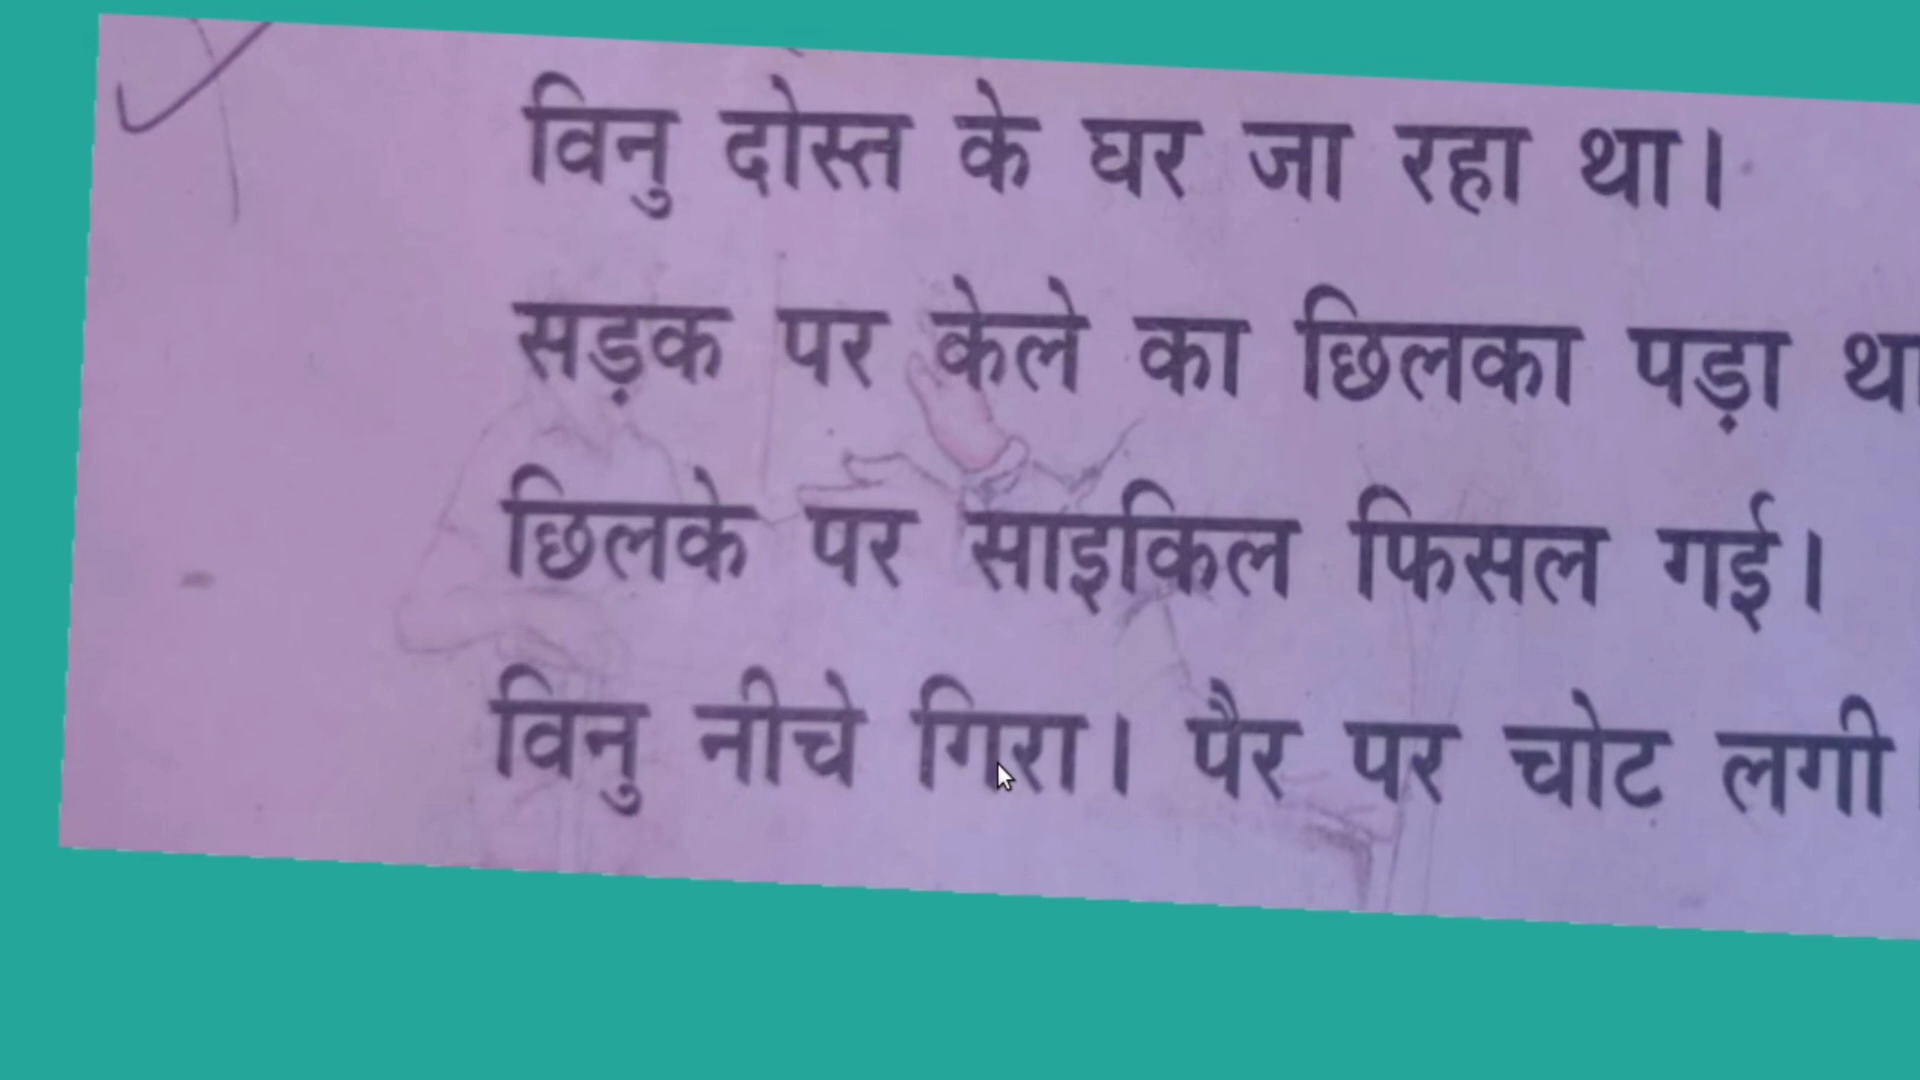 विनु दोस्त के घर जा रहा था।
सड़क पर केले का छिलका पड़ा था
छिलके पर साइकिल फिसल गई।
विनु नीचे गिरा। पैर पर चोट लगी